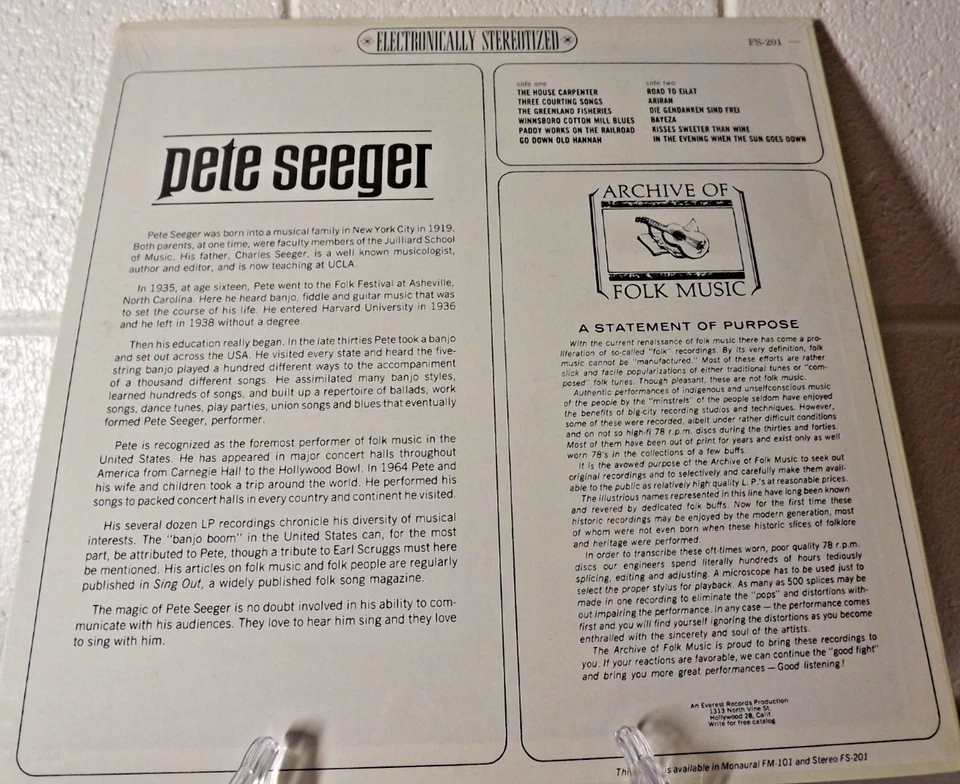 ELECTRONICALLY STEREOTIZED
FS-201
pete seeger
Pete Seeger was born into a musical family in New York City in 1919.
Both parents, at one time, were faculty members of the Juilliard School
of Music. His father, Charles Seeger, is a well known musicologist,
author and editor, and is now teaching at UCLA.
In 1935, at age sixteen, Pete went to the Folk Festival at Asheville,
North Carolina. Here he heard banjo, fiddle and guitar music that was
to set the course of his life. He entered Harvard University in 1936
and he left in 1938 without a degree.
Then his education really began. In the late thirties Pete took a banjo
and set out across the USA. He visited every state and heard the five-
string banjo played a hundred different ways to the accompaniment
of a thousand different songs. He assimilated many banjo styles,
learned hundreds of songs, and built up a repertoire of ballads, work
songs, dance tunes, play parties, union songs and blues that eventually
formed Pete Seeger, performer.
Pete is recognized as the foremost performer of folk music in the
United States. He has appeared in major concert halls throughout
America from Carnegie Hall to the Hollywood Bowl. In 1964 Pete and
his wife and children took a trip around the world. He performed his
songs to packed concert halls in every country and continent he visited.
His several dozen LP recordings chronicle his diversity of musical
interests. The "banjo boom" in the United States can, for the most
part, be attributed to Pete, though a tribute to Earl Scruggs must here
be mentioned. His articles on folk music and folk people are regularly
published in Sing Out, a widely published folk song magazine.
The magic of Pete Seeger is no doubt involved in his ability to com-
municate with his audiences. They love to hear him sing and they love
to sing with him.
side one
THE HOUSE CARPENTER
THREE COURTING SONGS
THE GREENLAND FISHERIES
WINNSBORO COTTON MILL BLUES
PADDY WORKS ON THE RAILROAD
GO DOWN OLD HANNAH
side two
ROAD TO EILAT
ARIRAN
DIE GENDANKEN SIND FREI
BAYEZA
KISSES SWEETER THAN WINE
IN THE EVENING WHEN THE SUN GOES DOWN
ARCHIVE OF
FOLK MUSIC
A STATEMENT OF PURPOSE
With the current renaissance of folk music there has come a pro-
liferation of so-called "folk" recordings. By its very definition, folk
music cannot be "manufactured." Most of these efforts are rather
slick and facile popularizations of either traditional tunes or "com-
posed" folk tunes. Though pleasant, these are not folk music.
Authentic performances of indigenous and unselfconscious music
of the people by the "minstrels" of the people seldom have enjoyed
the benefits of big-city recording studios and techniques. However,
some of these were recorded, albeit under rather difficult conditions
and on not so high-fi 78 r.p.m. discs during the thirties and forties.
Most of them have been out of print for years and exist only as well
worn 78's in the collections of a few buffs.
It is the avowed purpose of the Archive of Folk Music to seek out
original recordings and to selectively and carefully make them avail-
able to the public as relatively high quality L.P.'s at reasonable prices.
The illustrious names represented in this line have long been known
and revered by dedicated folk buffs. Now for the first time these
historic recordings may be enjoyed by the modern generation, most
of whom were not even born when these historic slices of folklore
and heritage were performed.
In order to transcribe these oft-times worn, poor quality 78 r.p.m.
discs our engineers spend literally hundreds of hours tediously
splicing, editing and adjusting. A microscope has to be used just to
select the proper stylus for playback. As many as 500 splices may be
made in one recording to eliminate the "pops" and distortions with-
out impairing the performance. In any case — the performance comes
first and you will find yourself ignoring the distortions as you become
enthralled with the sincerety and soul of the artists.
The Archive of Folk Music is proud to bring these recordings to
you. If your reactions are favorable, we can continue the "good fight"
and bring you more great performances — Good listening!
An Everest Records Production
1313 North Vine St.
Hollywood 28, Calif.
Write for free catalog
is available in Monaural FM-101 and Stereo FS-201